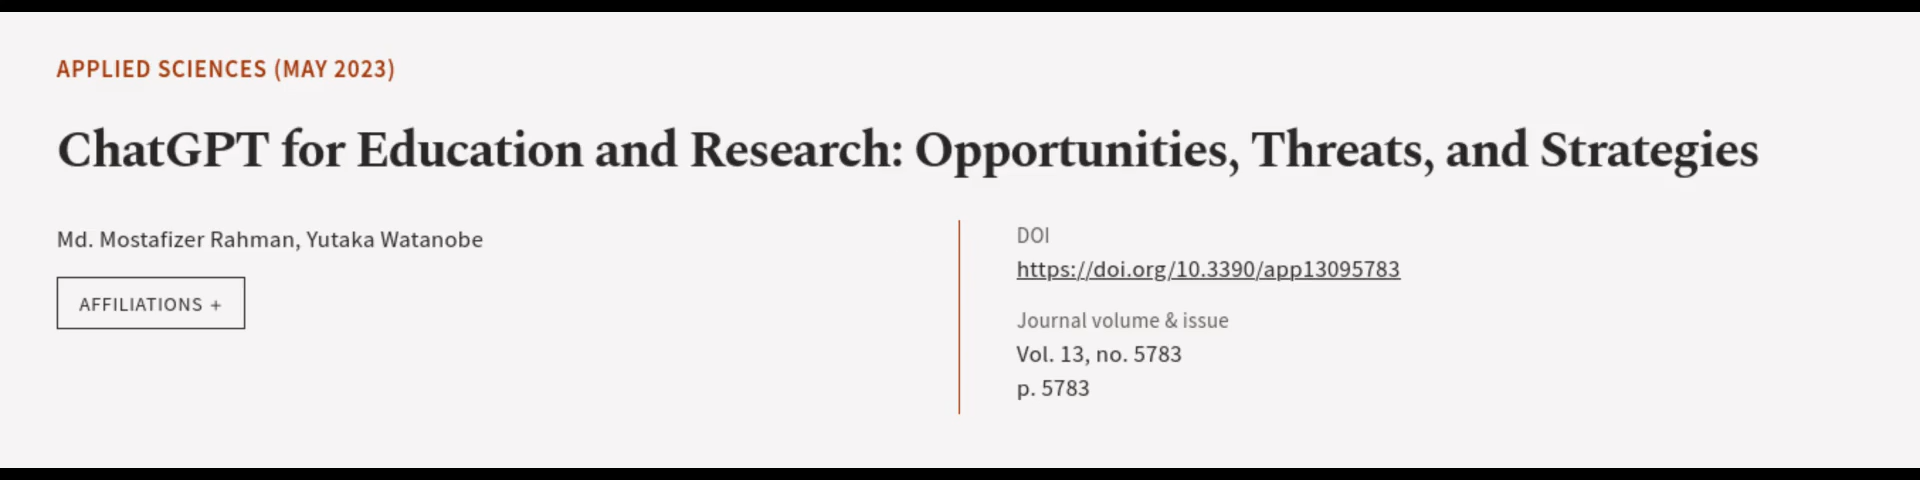 APPLIED SCIENCES (MAY 2023)
ChatGPT for Education and Research: Opportunities, Threats, and Strategies
Md. Mostafizer Rahman, Yutaka Watanobe
AFFILIATIONS +
DOI
https://doi.org/10.3390/app13095783
Journal volume & issue
Vol. 13, no. 5783
p. 5783